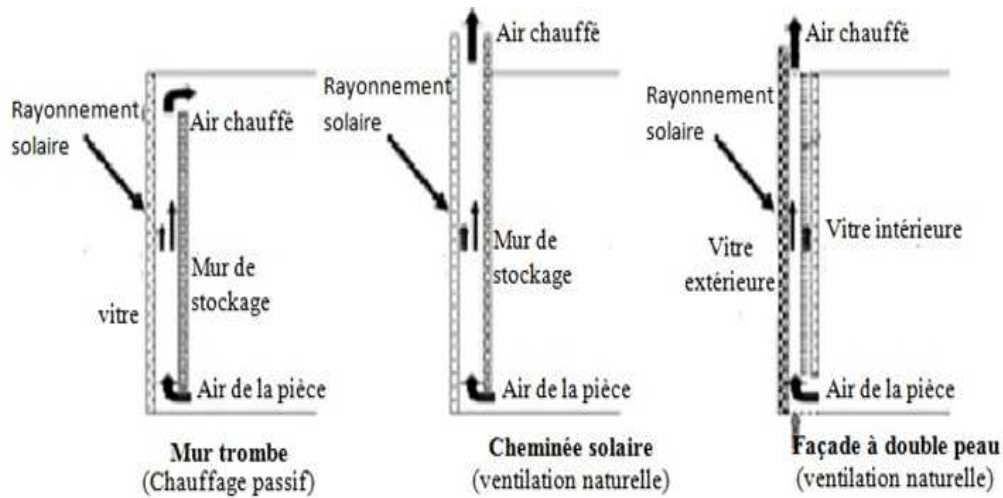 Rayonnement
solaire
Air chauffé
Mur de
stockage
vitre
Air de la pièce
Mur trombe
(Chauffage passif)
Air chauffé
Rayonnement
solaire
Mur de
stockage
Air de la pièce
Cheminée solaire
(ventilation naturelle)
Air chauffé
Rayonnement
solaire
Vitre intérieure
Vitre
extérieure
Air de la pièce
Façade à double peau
(ventilation naturelle)